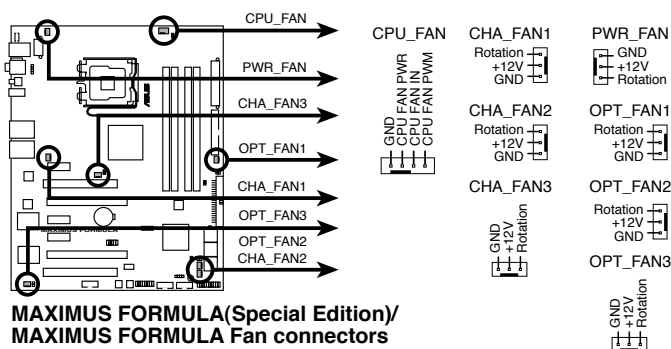 CPU_FAN
PWR_FAN
CHA_FAN3
OPT_FAN1
CHA_FAN1
OPT_FAN3
OPT_FAN2
CHA_FAN2
MAXIMUS FORMULA
MAXIMUS FORMULA(Special Edition)/
MAXIMUS FORMULA Fan connectors
CPU_FAN
GND
CPU FAN PWR
CPU FAN IN
CPU FAN PWM
CHA_FAN1
Rotation
+12V
GND
PWR_FAN
GND
+12V
Rotation
CHA_FAN2
Rotation
+12V
GND
OPT_FAN1
Rotation
+12V
GND
CHA_FAN3
GND
+12V
Rotation
OPT_FAN2
Rotation
+12V
GND
OPT_FAN3
GND
+12V
Rotation